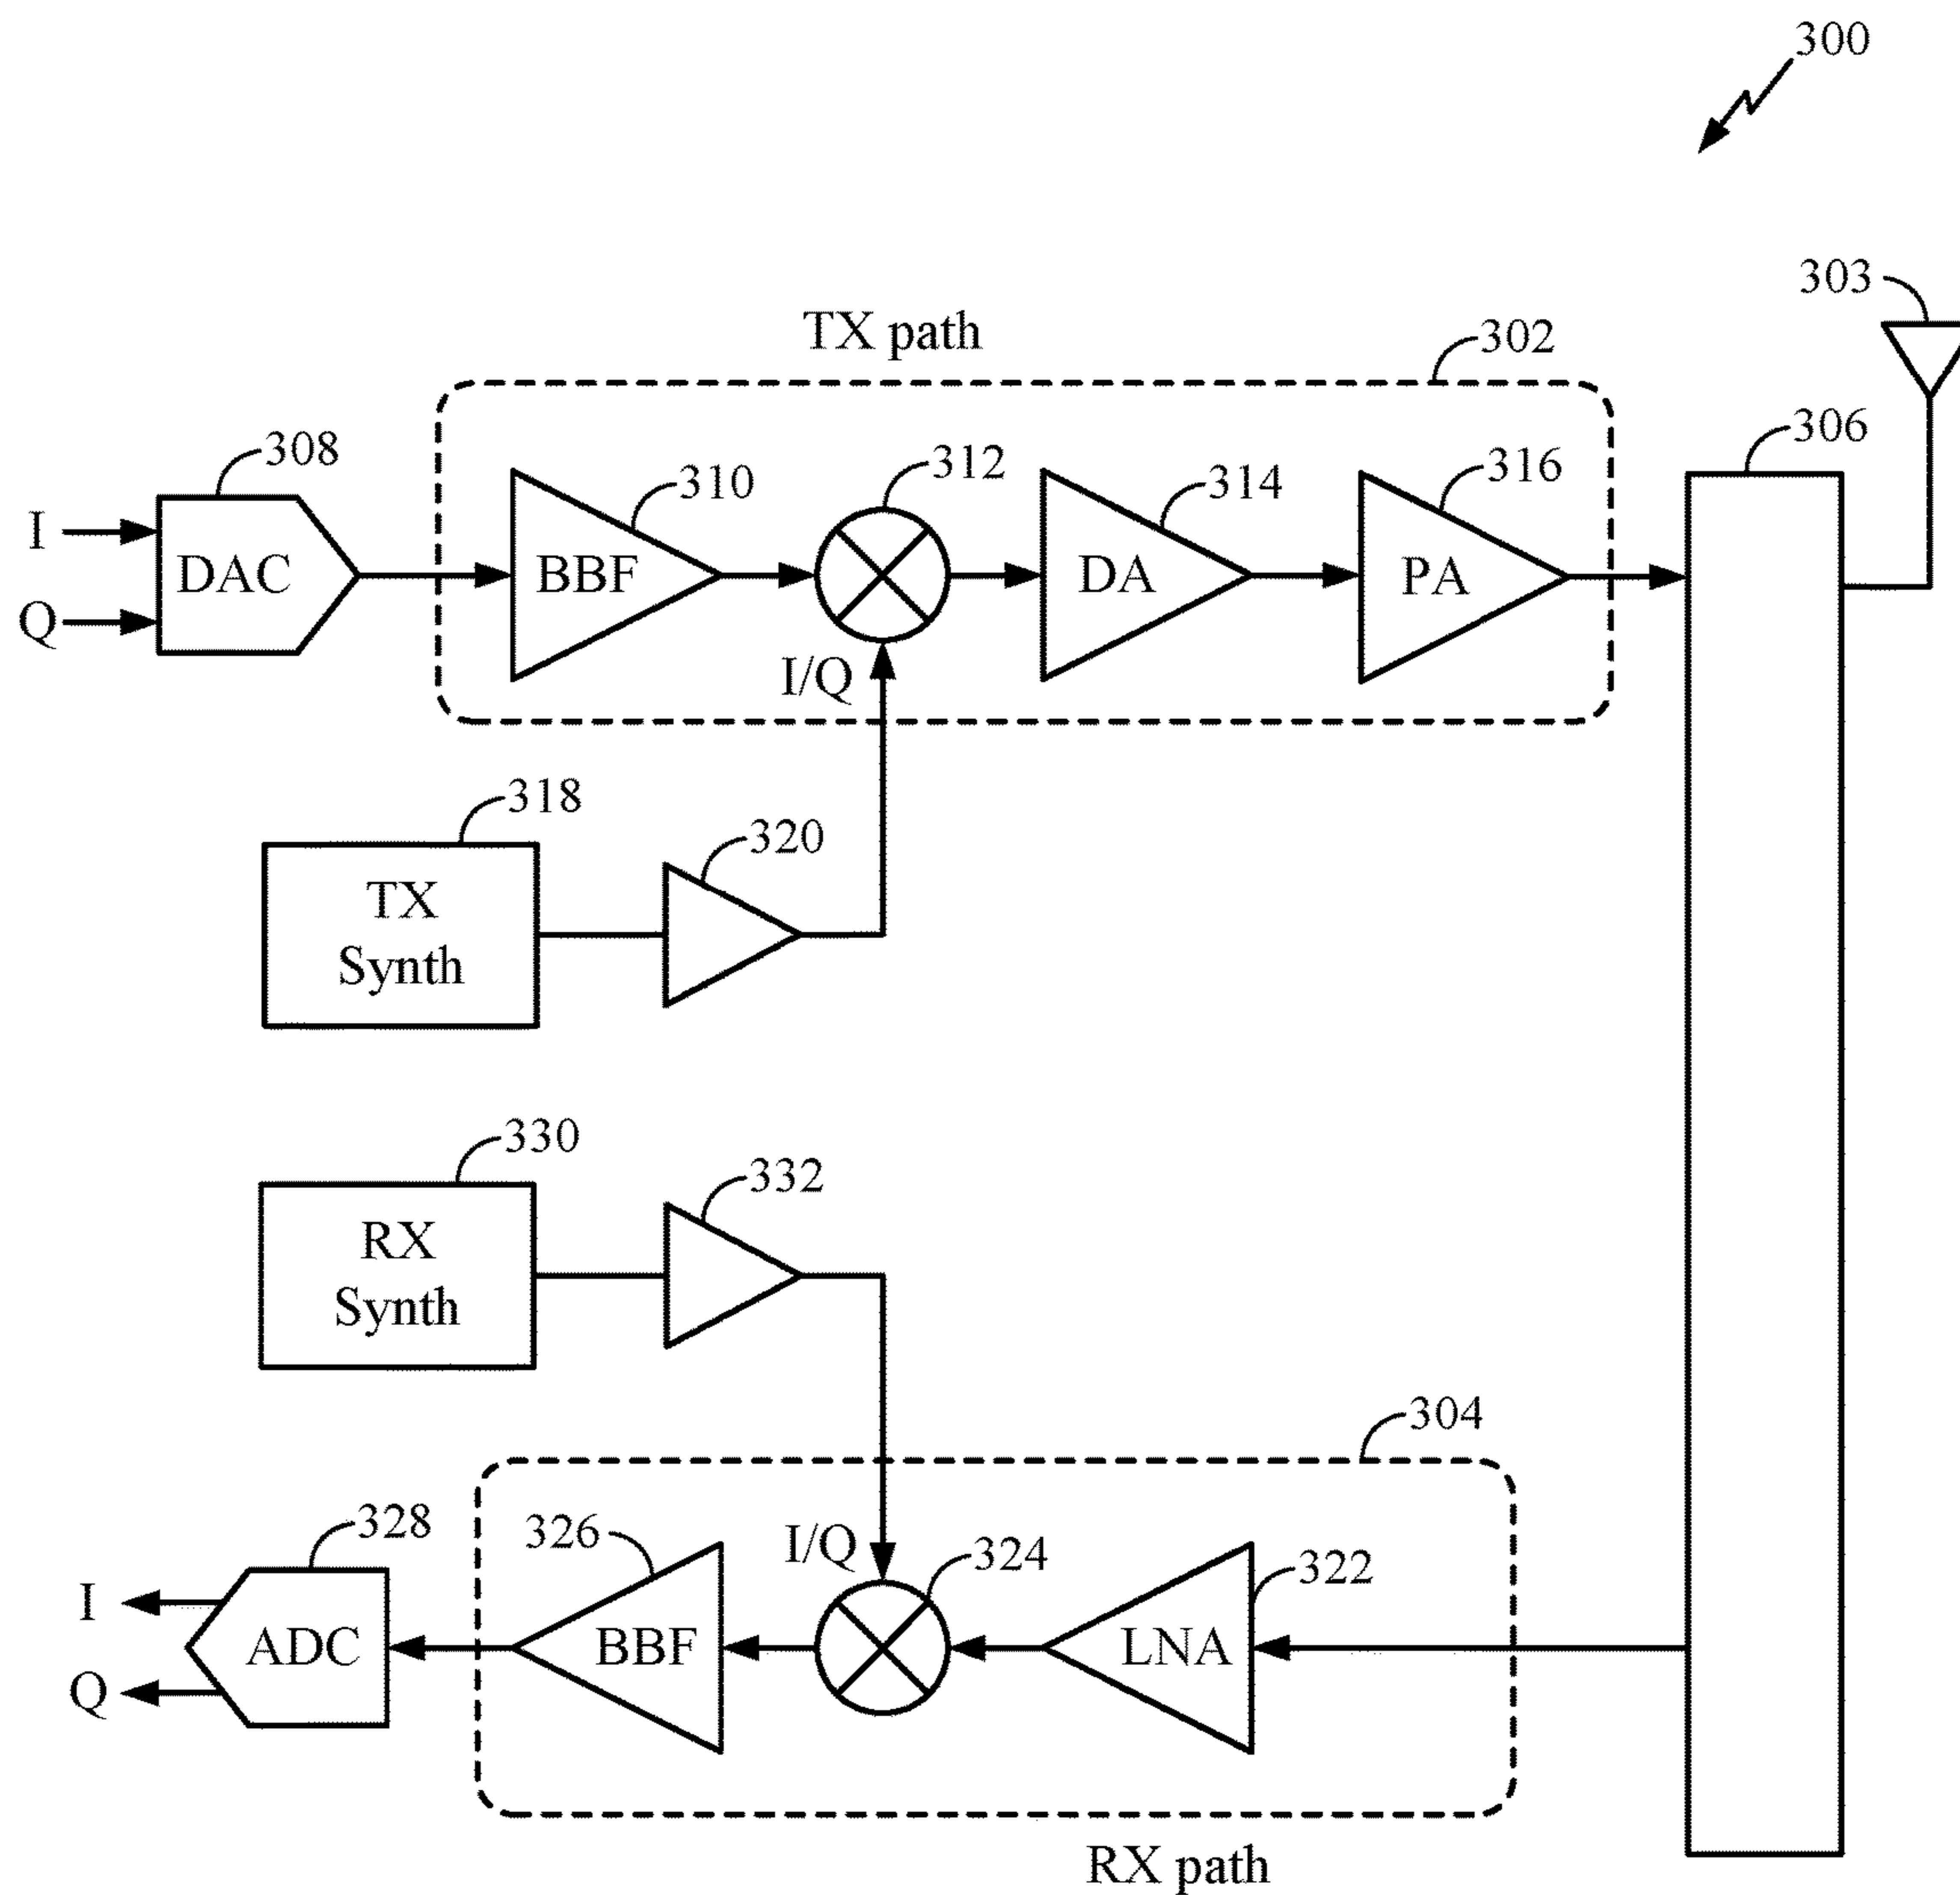 300
303
TX path
302
306
308
310
312
314
316
I
DAC
BBF
DA
PA
Q
I/Q
318
320
TX
Synth
330
332
RX
Synth
304
328
326
I/Q
324
322
I
ADC
BBF
LNA
Q
RX path